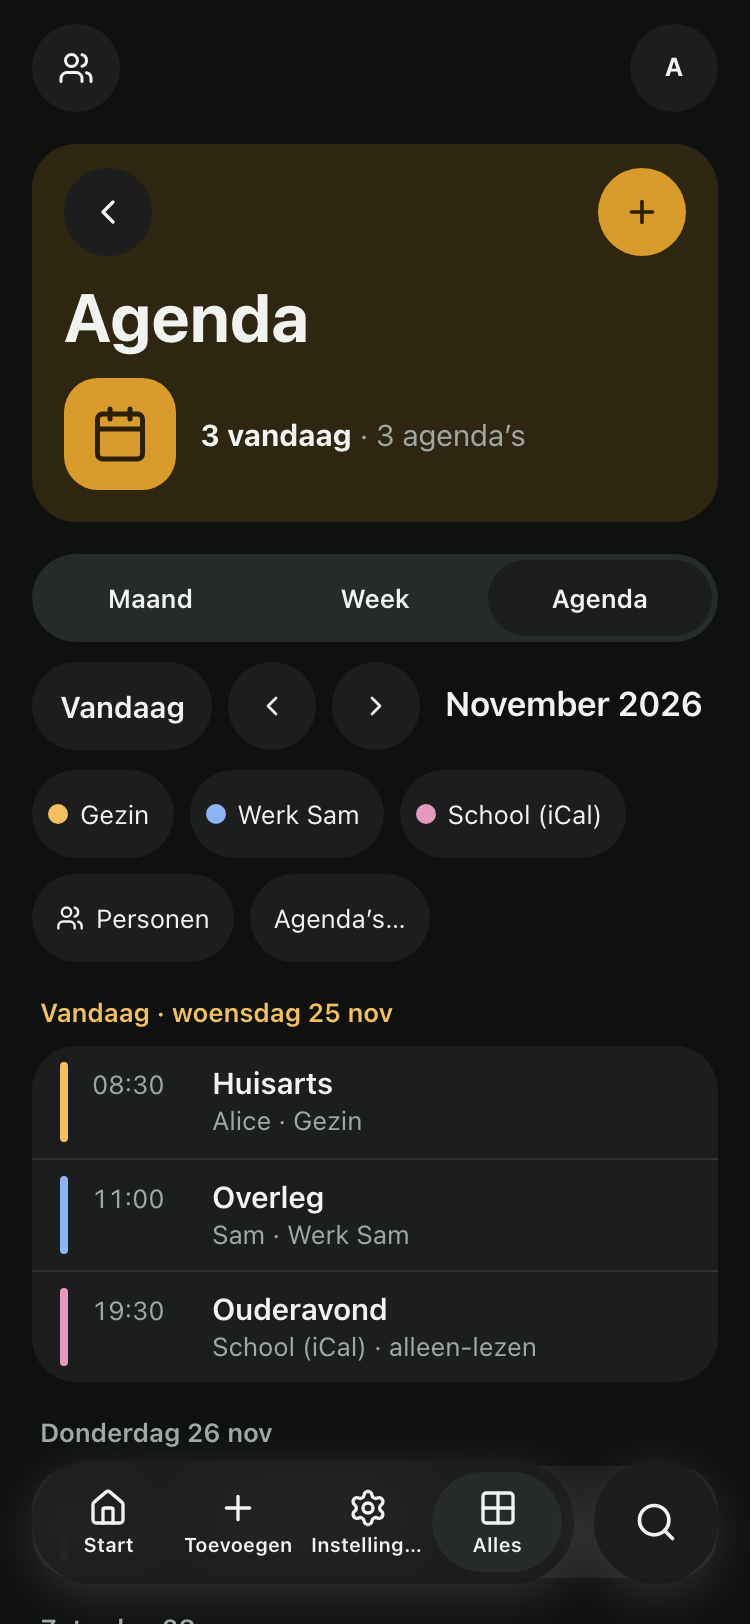 A
Agenda
3 vandaag · 3 agenda’s
Maand Week Agenda
Vandaag November 2026
Gezin Werk Sam School (iCal)
Personen Agenda’s...
Vandaag · woensdag 25 nov
08:30 Huisarts
Alice · Gezin
11:00 Overleg
Sam · Werk Sam
19:30 Ouderavond
School (iCal) · alleen-lezen
Donderdag 26 nov
Start Toevoegen Instelling... Alles